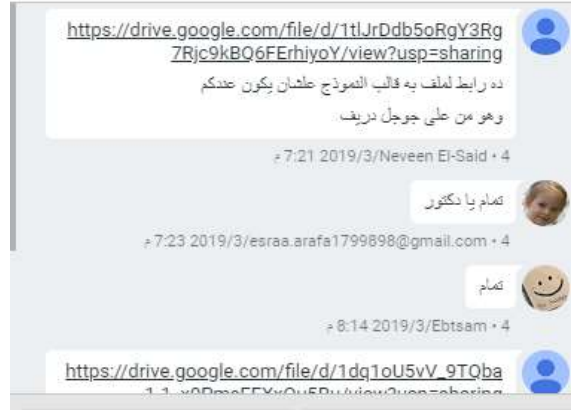 https://drive.google.com/file/d/1tlJrDdb5oRgY3Rg
7Rjc9kBQ6FErhiyoY/view?usp=sharing
ده رابط لملف به قالب النموذج علشان يكون عندكم
وهو من على جوجل دريف
Neveen El-Said • 4/3/2019 7:21 م
تمام يا دكتور
esraa.arafa1799898@gmail.com • 4/3/2019 7:23 م
تمام
Ebtsam • 4/3/2019 8:14 م
https://drive.google.com/file/d/1dq1oU5vV_9TQba